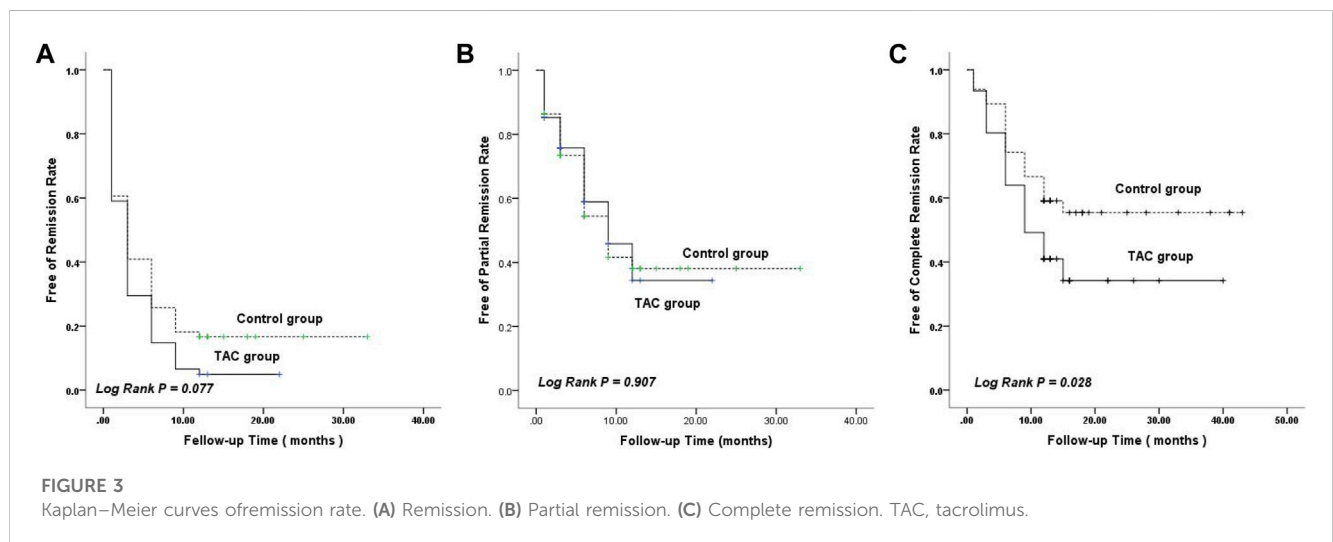 A
Free of Remission Rate
1.0
0.8
0.6
0.4
0.2
0.0
Control group
TAC group
Log Rank P = 0.077
.00 10.00 20.00 30.00 40.00
Fellow-up Time ( months )
B
Free of Partial Remission Rate
1.0
0.8
0.6
0.4
0.2
0.0
Control group
TAC group
Log Rank P = 0.907
.00 10.00 20.00 30.00 40.00
Follow-up Time (months)
C
Free of Complete Remission Rate
1.0
0.8
0.6
0.4
0.2
0.0
Control group
TAC group
Log Rank P = 0.028
.00 10.00 20.00 30.00 40.00 50.00
Follow-up Time ( months )
FIGURE 3
Kaplan–Meier curves ofremission rate. (A) Remission. (B) Partial remission. (C) Complete remission. TAC, tacrolimus.